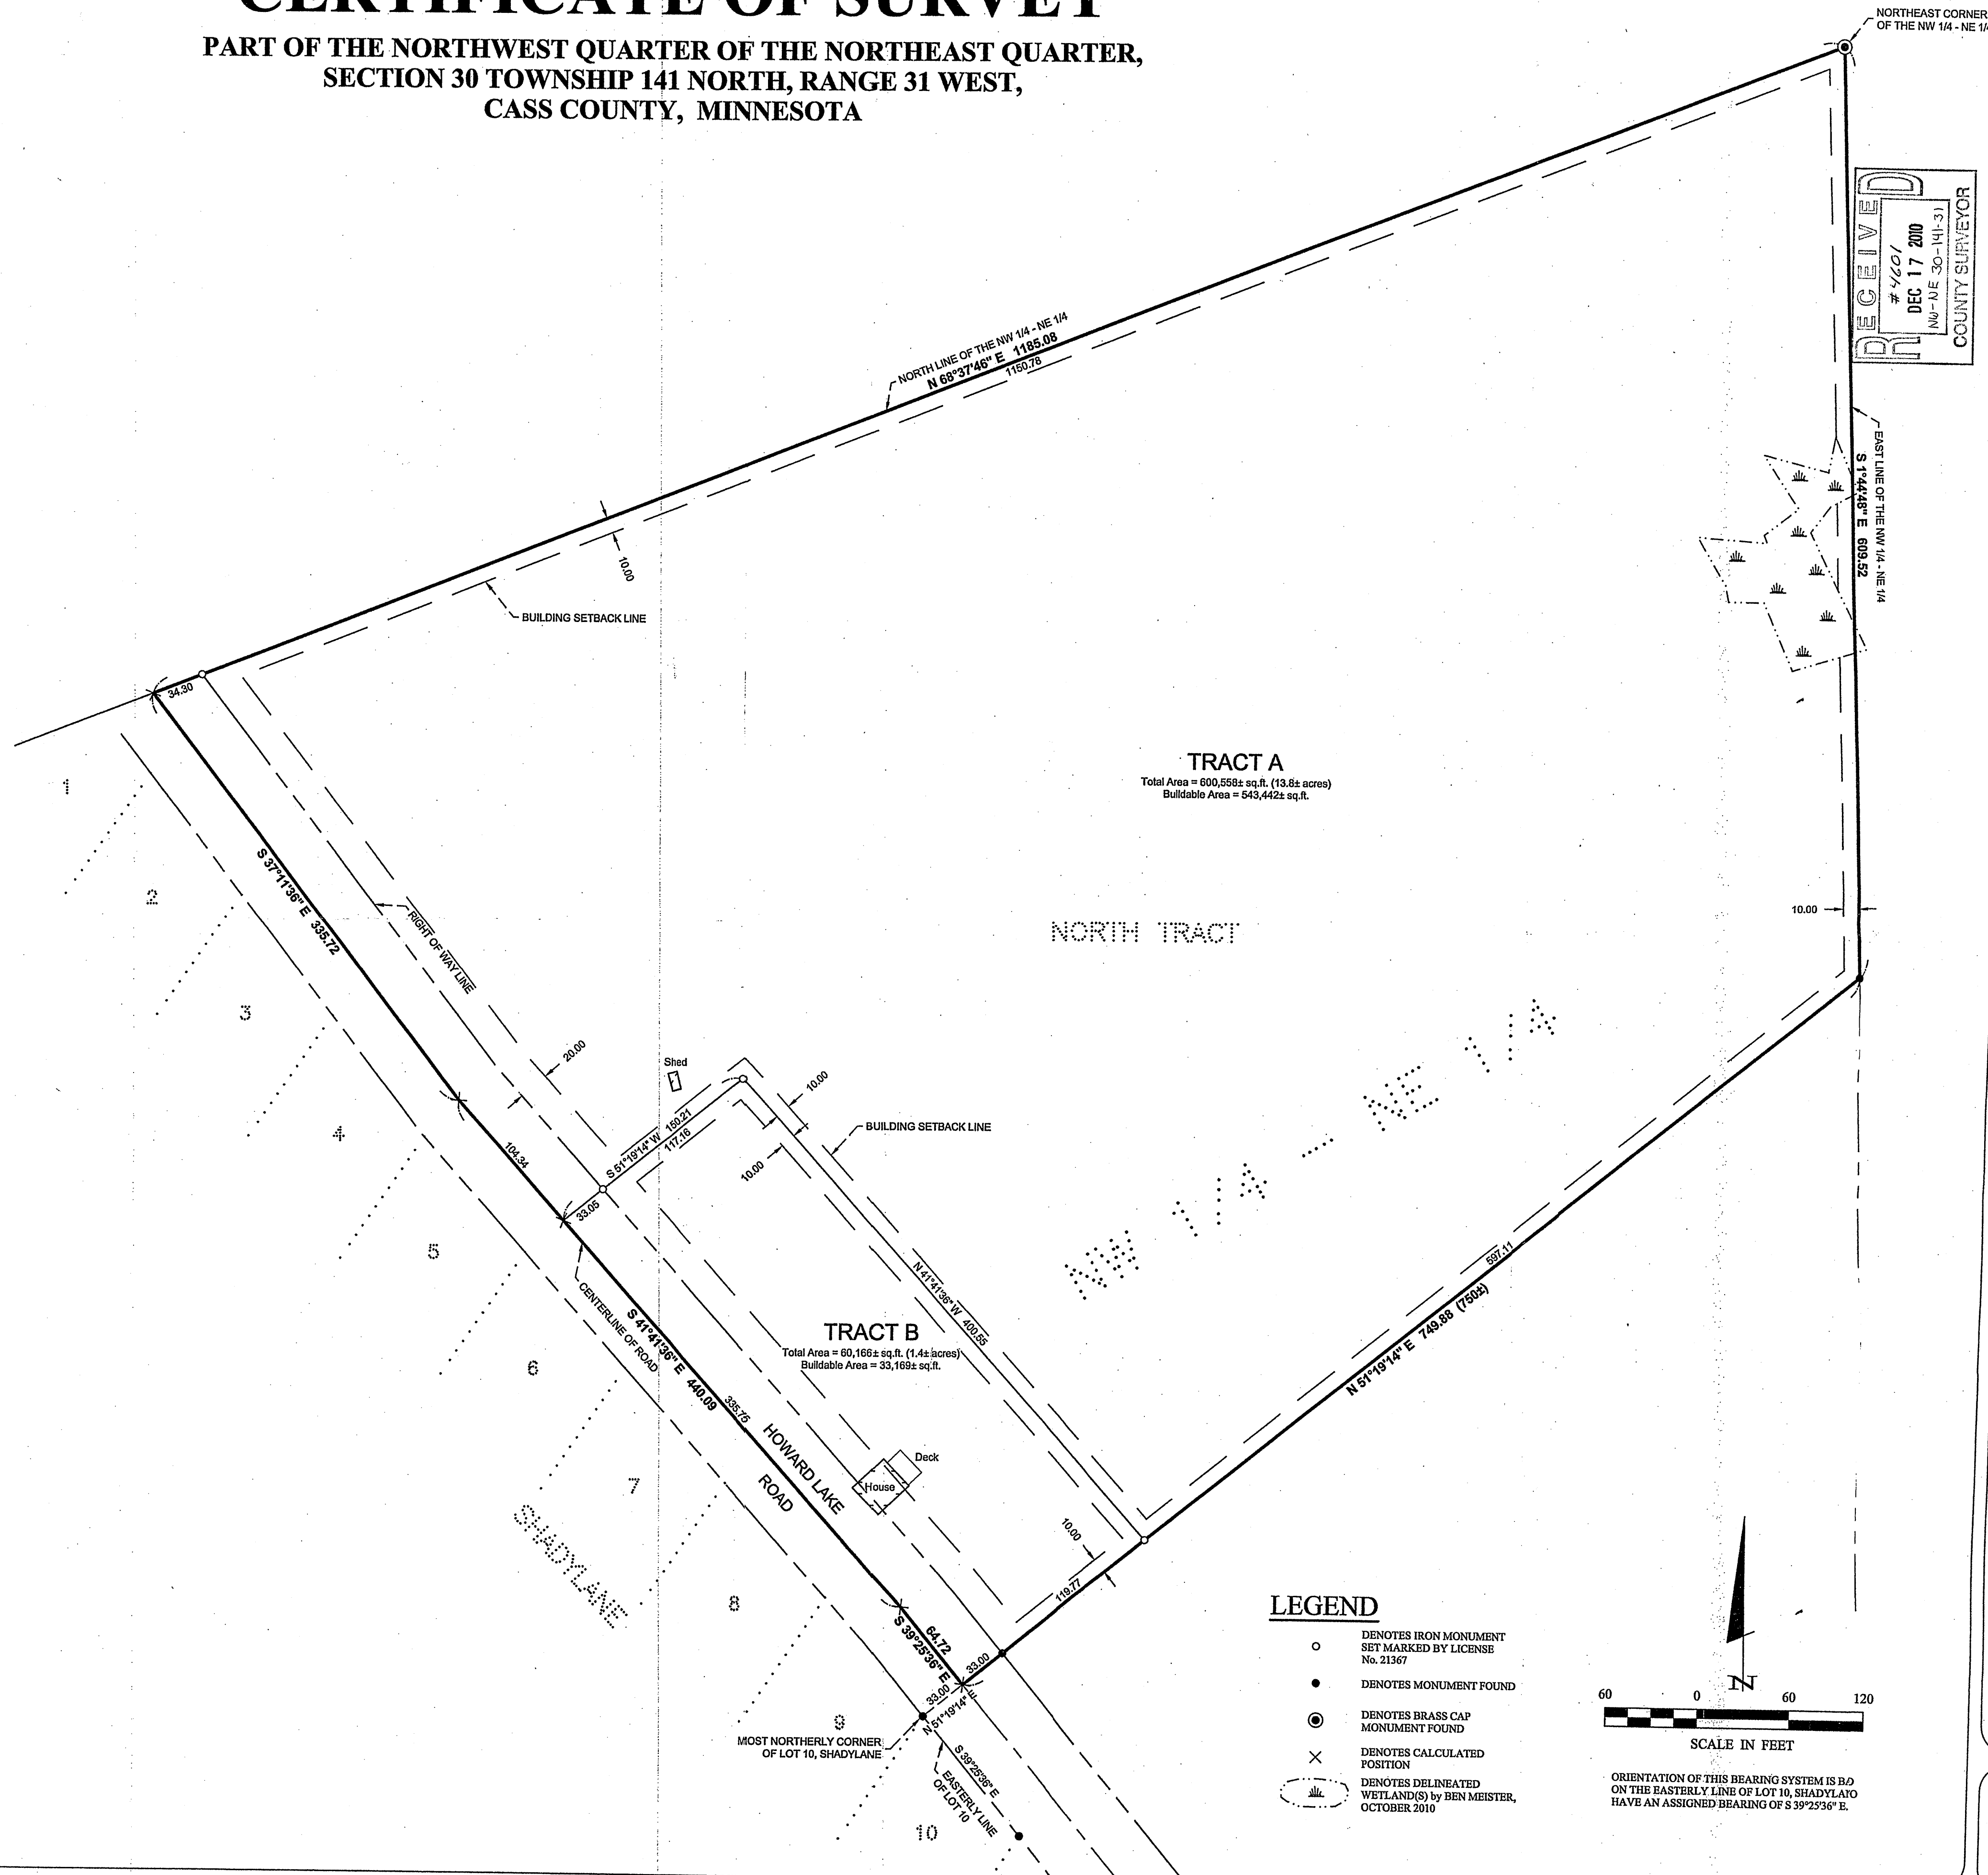 CERTIFICATE OF SURVEY
PART OF THE NORTHWEST QUARTER OF THE NORTHEAST QUARTER,
SECTION 30 TOWNSHIP 141 NORTH, RANGE 31 WEST,
CASS COUNTY, MINNESOTA
NORTHEAST CORNER
OF THE NW 1/4 - NE 1/4
RECEIVED
#4601
DEC 17 2010
NW-NE 30-141-31
COUNTY SURVEYOR
NORTH LINE OF THE NW 1/4 - NE 1/4
N 68°37'46" E 1185.08
1150.78
EAST LINE OF THE NW 1/4 - NE 1/4
S 1°44'48" E 609.52
10.00
BUILDING SETBACK LINE
34.30
TRACT A
Total Area = 600,558± sq.ft. (13.8± acres)
Buildable Area = 543,442± sq.ft.
1
2
3
4
5
6
7
8
9
10
S 37°11'36" E 335.72
RIGHT OF WAY LINE
NORTH TRACT
10.00
NW 1/4 — NE 1/4
20.00
Shed
10.00
S 51°19'14" W 150.21
117.16
10.00
BUILDING SETBACK LINE
104.34
33.05
CENTERLINE OF ROAD
S 41°41'36" E 440.09
335.75
N 41°41'36" W 400.55
597.11
N 51°19'14" E 749.88 (750±)
TRACT B
Total Area = 60,166± sq.ft. (1.4± acres)
Buildable Area = 33,169± sq.ft.
HOWARD LAKE
ROAD
Deck
House
SHADYLANE
10.00
119.77
64.72
S 39°25'36" E
33.00
33.00
N 51°19'14" E
MOST NORTHERLY CORNER
OF LOT 10, SHADYLANE
S 39°25'36" E
EASTERLY LINE
OF LOT 10
LEGEND
DENOTES IRON MONUMENT
SET MARKED BY LICENSE
No. 21367
DENOTES MONUMENT FOUND
DENOTES BRASS CAP
MONUMENT FOUND
DENOTES CALCULATED
POSITION
DENOTES DELINEATED
WETLAND(S) by BEN MEISTER,
OCTOBER 2010
N
60 0 60 120
SCALE IN FEET
ORIENTATION OF THIS BEARING SYSTEM IS
ON THE EASTERLY LINE OF LOT 10,
HAVE AN ASSIGNED BEARING OF S 39°25'36" E.